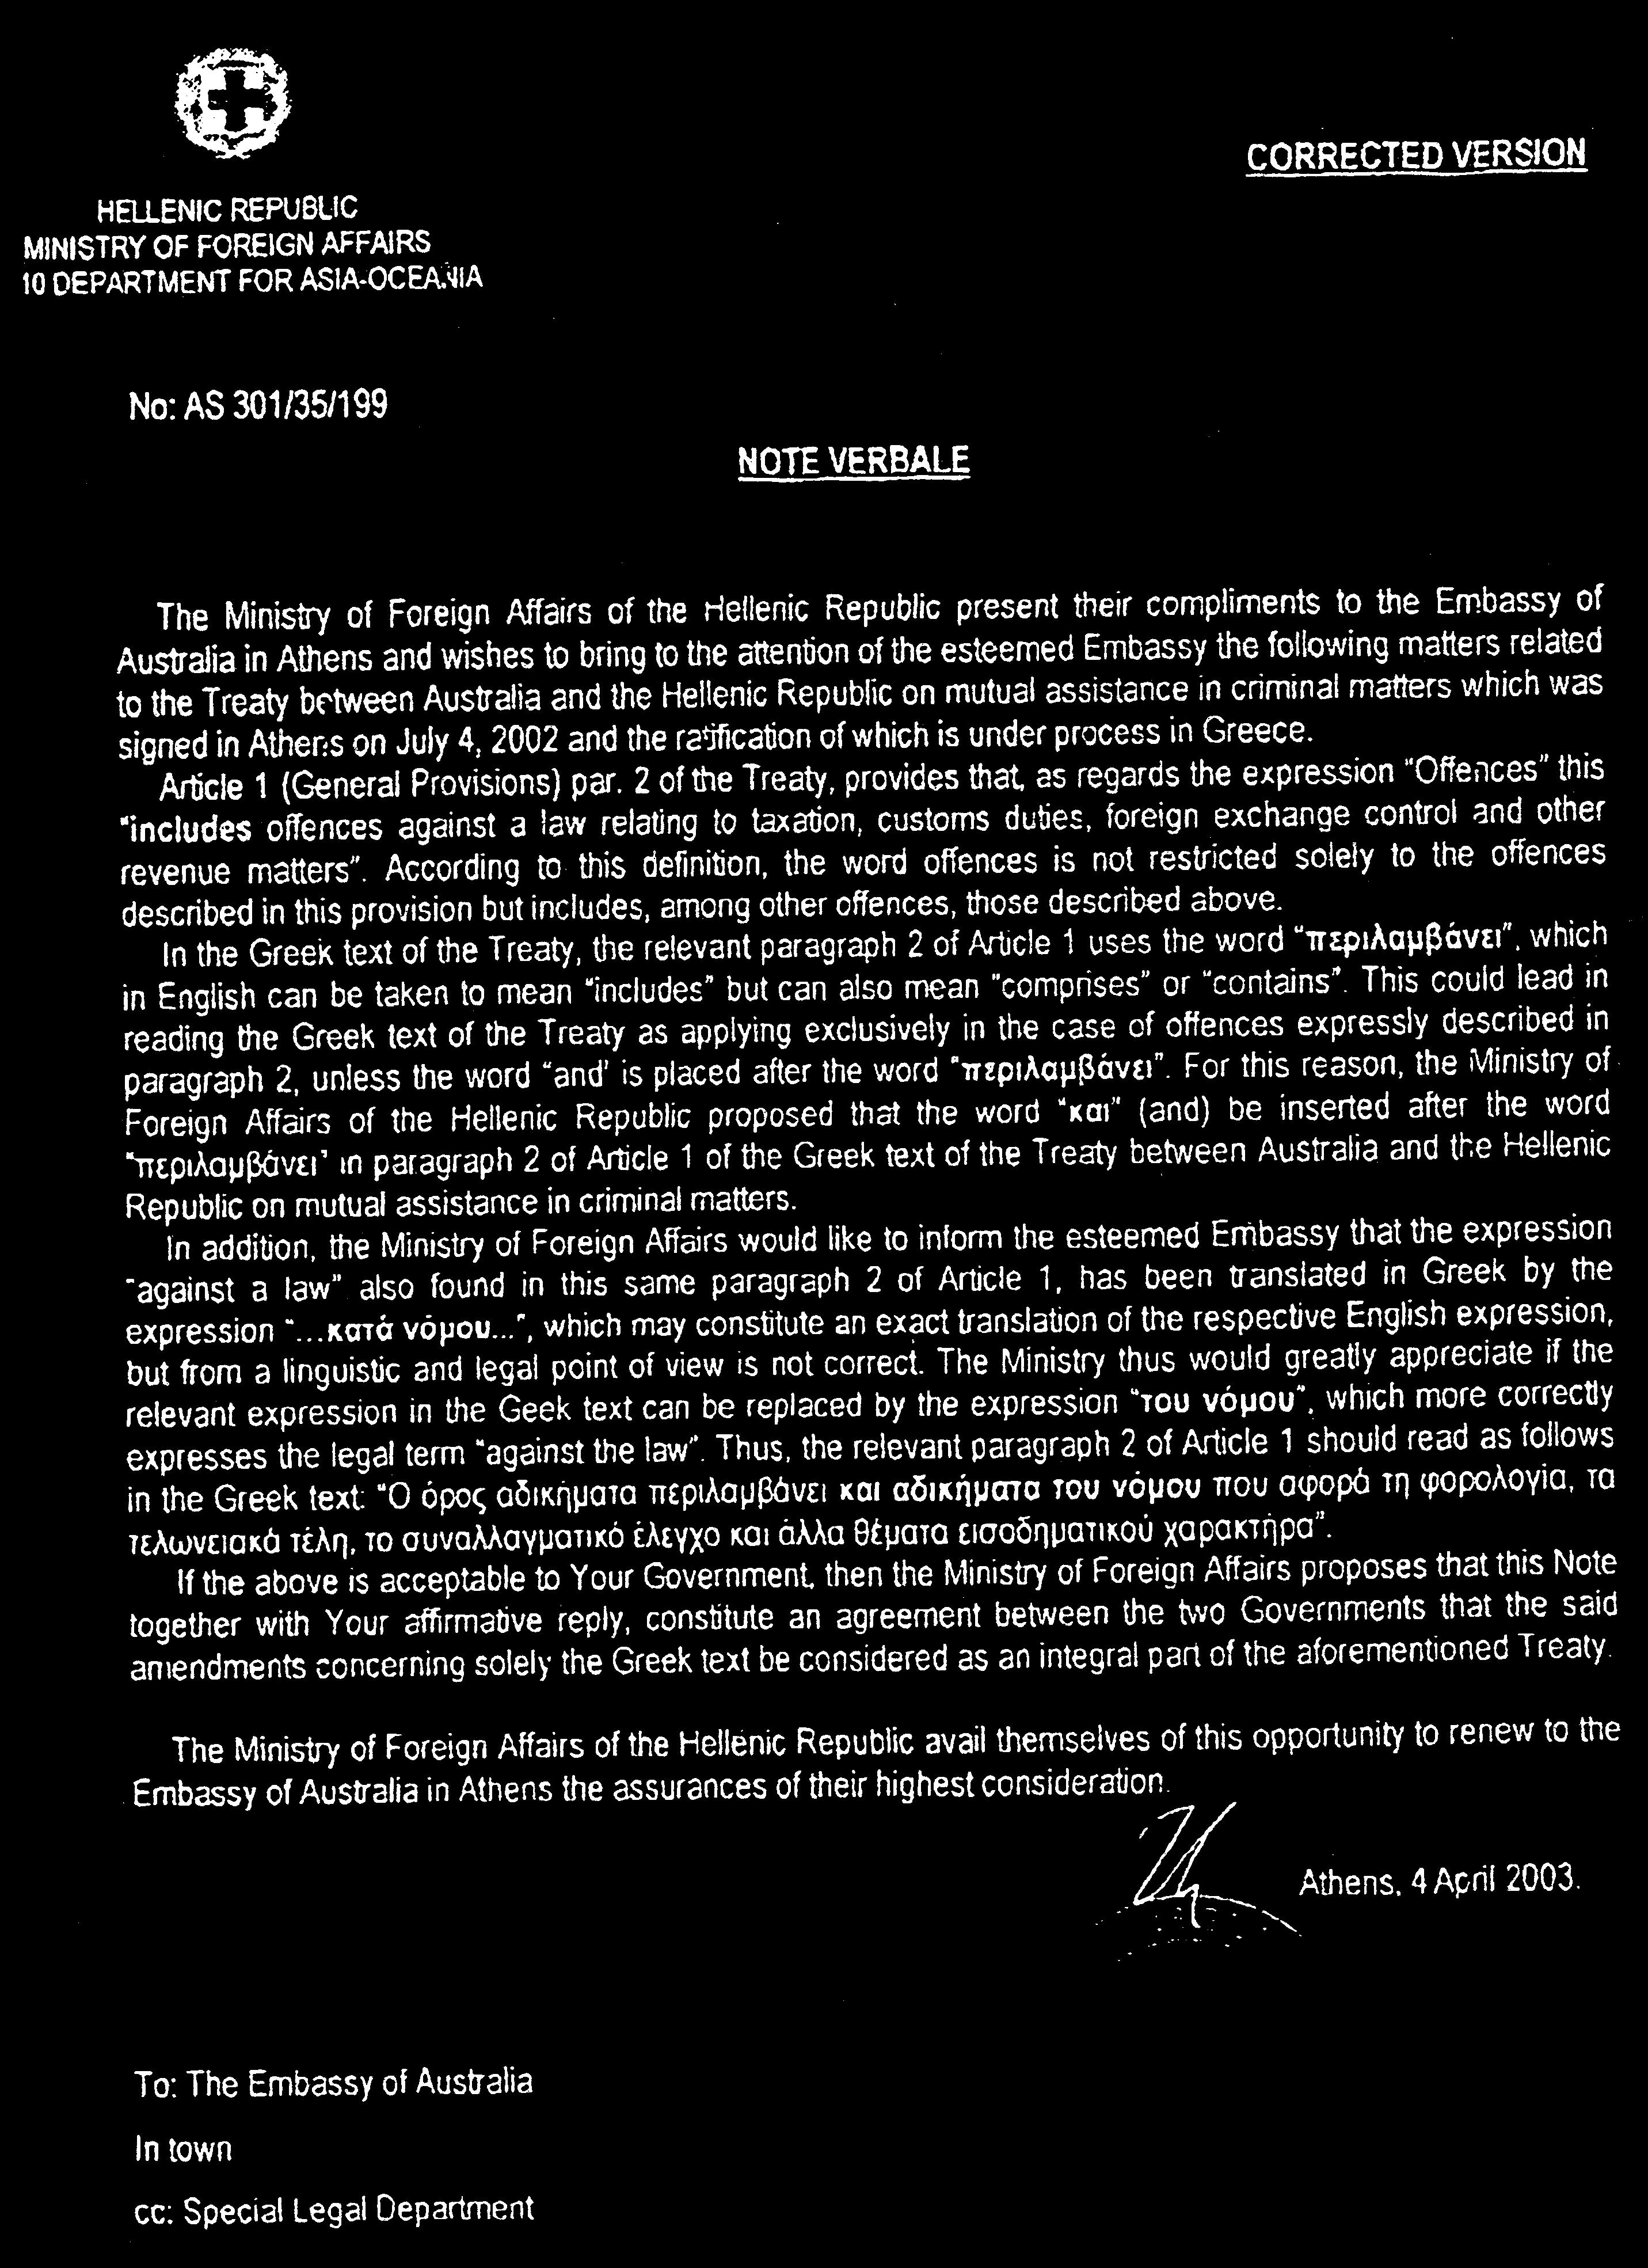 CORRECTED VERSION
HELLENIC REPUBLIC
MINISTRY OF FOREIGN AFFAIRS
10 DEPARTMENT FOR ASIA-OCEANIA
No: AS 301/35/199
NOTE VERBALE
The Ministry of Foreign Affairs of the Hellenic Republic present their compliments to the Embassy of
Australia in Athens and wishes to bring to the attention of the esteemed Embassy the following matters related
to the Treaty between Australia and the Hellenic Republic on mutual assistance in criminal matters which was
signed in Athens on July 4, 2002 and the ratification of which is under process in Greece.
Article 1 (General Provisions) par. 2 of the Treaty, provides that, as regards the expression "Offences" this
"includes offences against a law relating to taxation, customs duties, foreign exchange control and other
revenue matters". According to this definition, the word offences is not restricted solely to the offences
described in this provision but includes, among other offences, those described above.
In the Greek text of the Treaty, the relevant paragraph 2 of Article 1 uses the word "περιλαμβάνει", which
in English can be taken to mean "includes" but can also mean "comprises" or "contains". This could lead in
reading the Greek text of the Treaty as applying exclusively in the case of offences expressly described in
paragraph 2, unless the word "and' is placed after the word "περιλαμβάνει". For this reason, the Ministry of
Foreign Affairs of the Hellenic Republic proposed that the word "και" (and) be inserted after the word
"περιλαμβάνει" in paragraph 2 of Article 1 of the Greek text of the Treaty between Australia and the Hellenic
Republic on mutual assistance in criminal matters.
In addition, the Ministry of Foreign Affairs would like to inform the esteemed Embassy that the expression
"against a law" also found in this same paragraph 2 of Article 1, has been translated in Greek by the
expression "...κατά νόμου...", which may constitute an exact translation of the respective English expression,
but from a linguistic and legal point of view is not correct. The Ministry thus would greatly appreciate if the
relevant expression in the Geek text can be replaced by the expression "του νόμου", which more correctly
expresses the legal term "against the law". Thus, the relevant paragraph 2 of Article 1 should read as follows
in the Greek text: "Ο όρος αδικήματα περιλαμβάνει και αδικήματα του νόμου που αφορά τη φορολογία, τα
τελωνειακά τέλη, το συναλλαγματικό έλεγχο και άλλα θέματα εισοδηματικού χαρακτήρα".
If the above is acceptable to Your Government, then the Ministry of Foreign Affairs proposes that this Note
together with Your affirmative reply, constitute an agreement between the two Governments that the said
amendments concerning solely the Greek text be considered as an integral part of the aforementioned Treaty.
The Ministry of Foreign Affairs of the Hellenic Republic avail themselves of this opportunity to renew to the
Embassy of Australia in Athens the assurances of their highest consideration.
Athens, 4 April 2003.
To: The Embassy of Australia
In town
cc: Special Legal Department